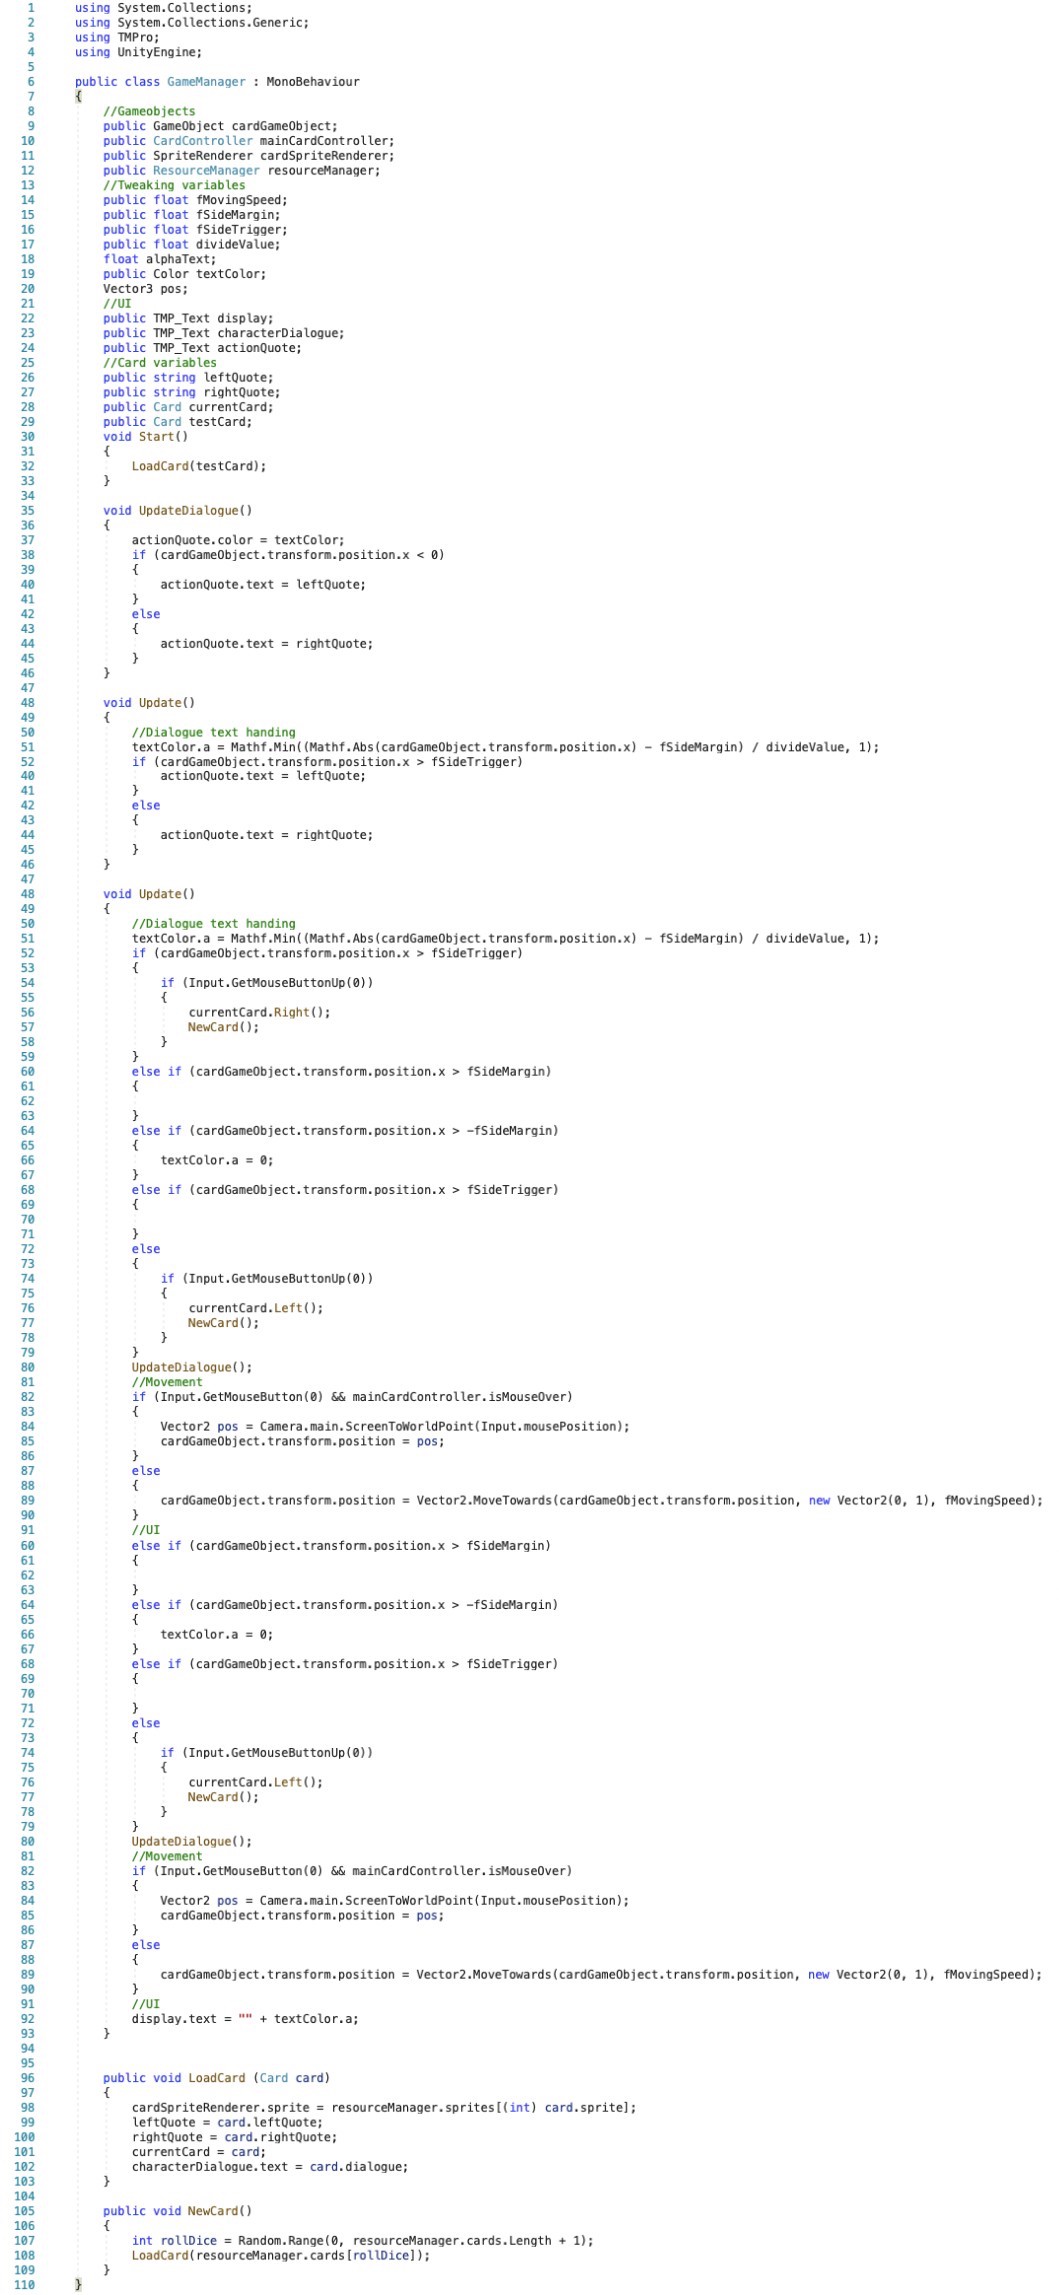 1 using System.Collections;
2 using System.Collections.Generic;
3 using TMPro;
4 using UnityEngine;
5
6 public class GameManager : MonoBehaviour
7 {
8     //Gameobjects
9     public GameObject cardGameObject;
10     public CardController mainCardController;
11     public SpriteRenderer cardSpriteRenderer;
12     public ResourceManager resourceManager;
13     //Tweaking variables
14     public float fMovingSpeed;
15     public float fSideMargin;
16     public float fSideTrigger;
17     public float divideValue;
18     float alphaText;
19     public Color textColor;
20     Vector3 pos;
21     //UI
22     public TMP_Text display;
23     public TMP_Text characterDialogue;
24     public TMP_Text actionQuote;
25     //Card variables
26     public string leftQuote;
27     public string rightQuote;
28     public Card currentCard;
29     public Card testCard;
30     void Start()
31     {
32         LoadCard(testCard);
33     }
34
35     void UpdateDialogue()
36     {
37         actionQuote.color = textColor;
38         if (cardGameObject.transform.position.x < 0)
39         {
40             actionQuote.text = leftQuote;
41         }
42         else
43         {
44             actionQuote.text = rightQuote;
45         }
46     }
47
48     void Update()
49     {
50         //Dialogue text handing
51         textColor.a = Mathf.Min((Mathf.Abs(cardGameObject.transform.position.x) - fSideMargin) / divideValue, 1);
52         if (cardGameObject.transform.position.x > fSideTrigger)
40             actionQuote.text = leftQuote;
41         }
42         else
43         {
44             actionQuote.text = rightQuote;
45         }
46     }
47
48     void Update()
49     {
50         //Dialogue text handing
51         textColor.a = Mathf.Min((Mathf.Abs(cardGameObject.transform.position.x) - fSideMargin) / divideValue, 1);
52         if (cardGameObject.transform.position.x > fSideTrigger)
53         {
54             if (Input.GetMouseButtonUp(0))
55             {
56                 currentCard.Right();
57                 NewCard();
58             }
59         }
60         else if (cardGameObject.transform.position.x > fSideMargin)
61         {
62
63         }
64         else if (cardGameObject.transform.position.x > -fSideMargin)
65         {
66             textColor.a = 0;
67         }
68         else if (cardGameObject.transform.position.x > fSideTrigger)
69         {
70
71         }
72         else
73         {
74             if (Input.GetMouseButtonUp(0))
75             {
76                 currentCard.Left();
77                 NewCard();
78             }
79         }
80         UpdateDialogue();
81         //Movement
82         if (Input.GetMouseButton(0) && mainCardController.isMouseOver)
83         {
84             Vector2 pos = Camera.main.ScreenToWorldPoint(Input.mousePosition);
85             cardGameObject.transform.position = pos;
86         }
87         else
88         {
89             cardGameObject.transform.position = Vector2.MoveTowards(cardGameObject.transform.position, new Vector2(0, 1), fMovingSpeed);
90         }
91         //UI
60         else if (cardGameObject.transform.position.x > fSideMargin)
61         {
62
63         }
64         else if (cardGameObject.transform.position.x > -fSideMargin)
65         {
66             textColor.a = 0;
67         }
68         else if (cardGameObject.transform.position.x > fSideTrigger)
69         {
70
71         }
72         else
73         {
74             if (Input.GetMouseButtonUp(0))
75             {
76                 currentCard.Left();
77                 NewCard();
78             }
79         }
80         UpdateDialogue();
81         //Movement
82         if (Input.GetMouseButton(0) && mainCardController.isMouseOver)
83         {
84             Vector2 pos = Camera.main.ScreenToWorldPoint(Input.mousePosition);
85             cardGameObject.transform.position = pos;
86         }
87         else
88         {
89             cardGameObject.transform.position = Vector2.MoveTowards(cardGameObject.transform.position, new Vector2(0, 1), fMovingSpeed);
90         }
91         //UI
92         display.text = "" + textColor.a;
93     }
94
95
96     public void LoadCard (Card card)
97     {
98         cardSpriteRenderer.sprite = resourceManager.sprites[(int) card.sprite];
99         leftQuote = card.leftQuote;
100         rightQuote = card.rightQuote;
101         currentCard = card;
102         characterDialogue.text = card.dialogue;
103     }
104
105     public void NewCard()
106     {
107         int rollDice = Random.Range(0, resourceManager.cards.Length + 1);
108         LoadCard(resourceManager.cards[rollDice]);
109     }
110 }